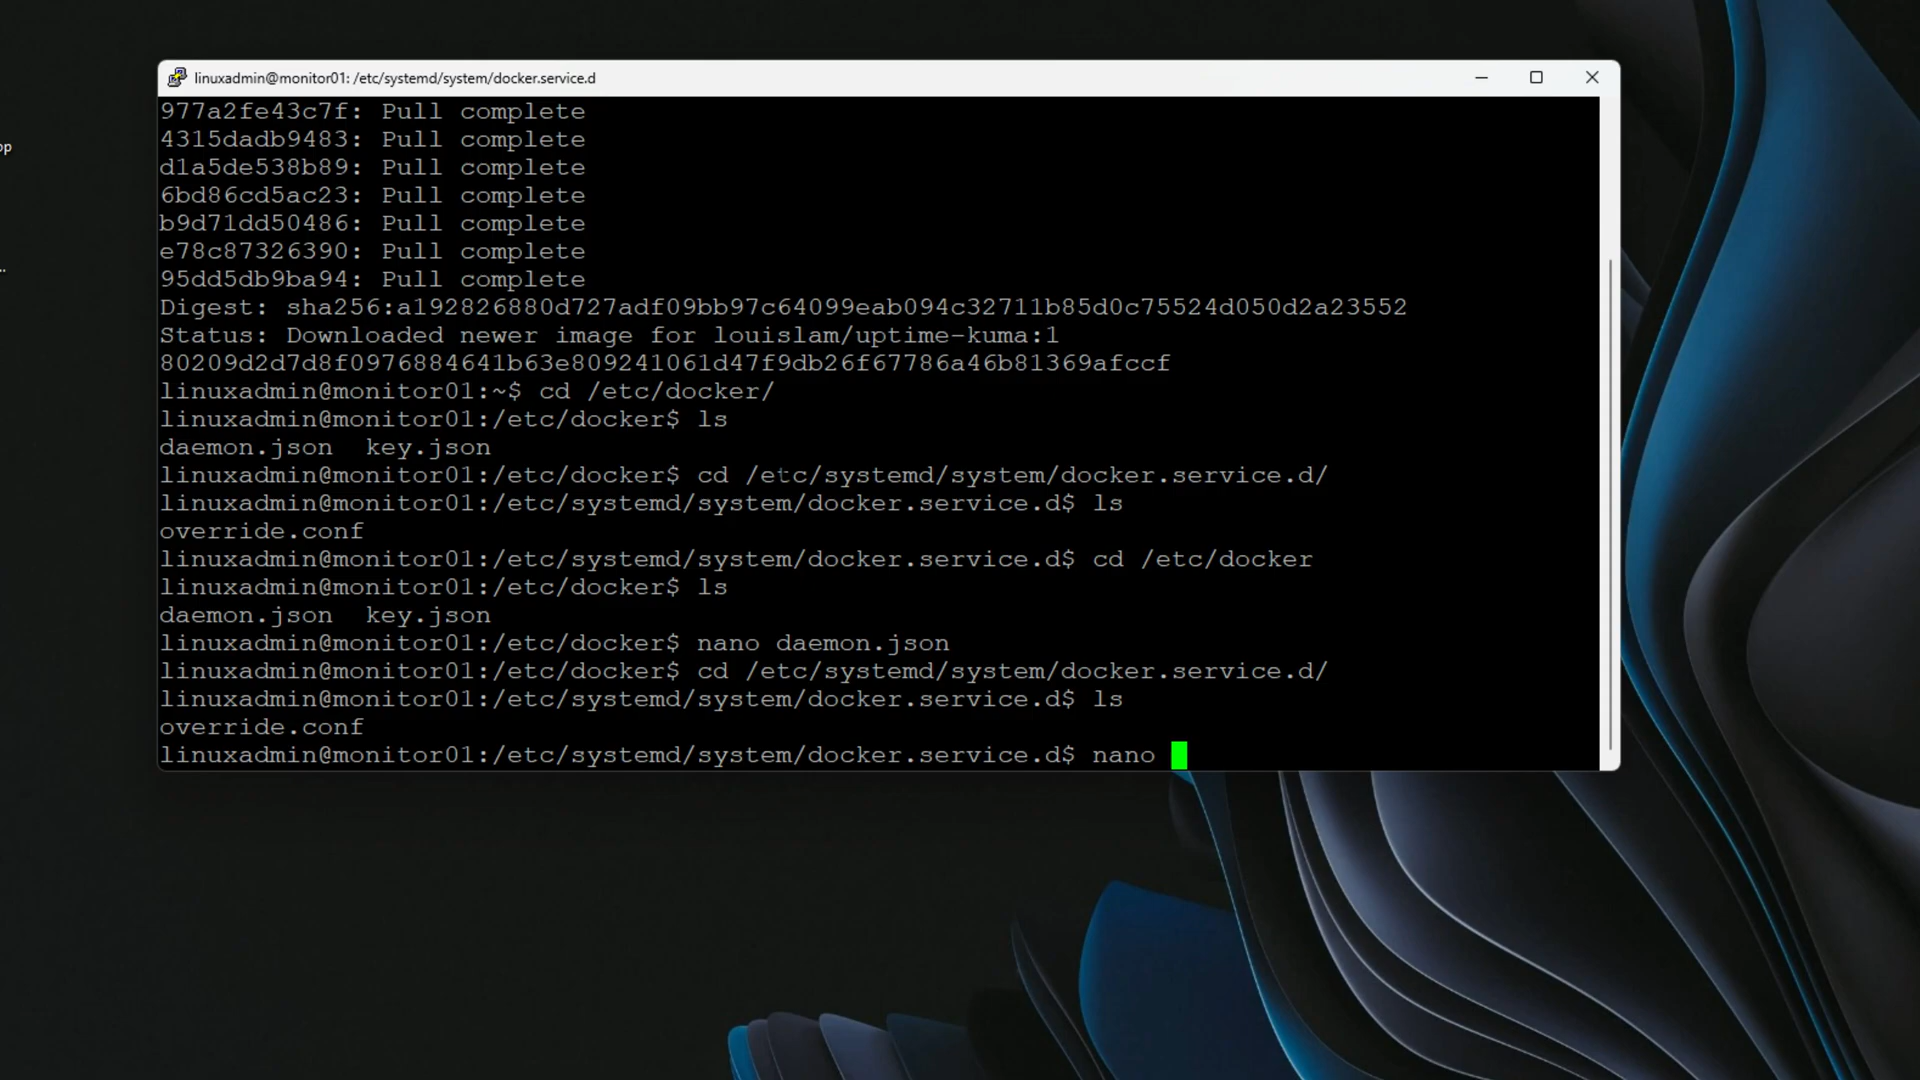 linuxadmin@monitor01: /etc/systemd/system/docker.service.d
977a2fe43c7f: Pull complete
4315dadb9483: Pull complete
d1a5de538b89: Pull complete
6bd86cd5ac23: Pull complete
b9d71dd50486: Pull complete
e78c87326390: Pull complete
95dd5db9ba94: Pull complete
Digest: sha256:a192826880d727adf09bb97c64099eab094c32711b85d0c75524d050d2a23552
Status: Downloaded newer image for louislam/uptime-kuma:1
80209d2d7d8f0976884641b63e809241061d47f9db26f67786a46b81369afccf
linuxadmin@monitor01:~$ cd /etc/docker/
linuxadmin@monitor01:/etc/docker$ ls
daemon.json  key.json
linuxadmin@monitor01:/etc/docker$ cd /etc/systemd/system/docker.service.d/
linuxadmin@monitor01:/etc/systemd/system/docker.service.d$ ls
override.conf
linuxadmin@monitor01:/etc/systemd/system/docker.service.d$ cd /etc/docker
linuxadmin@monitor01:/etc/docker$ ls
daemon.json  key.json
linuxadmin@monitor01:/etc/docker$ nano daemon.json
linuxadmin@monitor01:/etc/docker$ cd /etc/systemd/system/docker.service.d/
linuxadmin@monitor01:/etc/systemd/system/docker.service.d$ ls
override.conf
linuxadmin@monitor01:/etc/systemd/system/docker.service.d$ nano